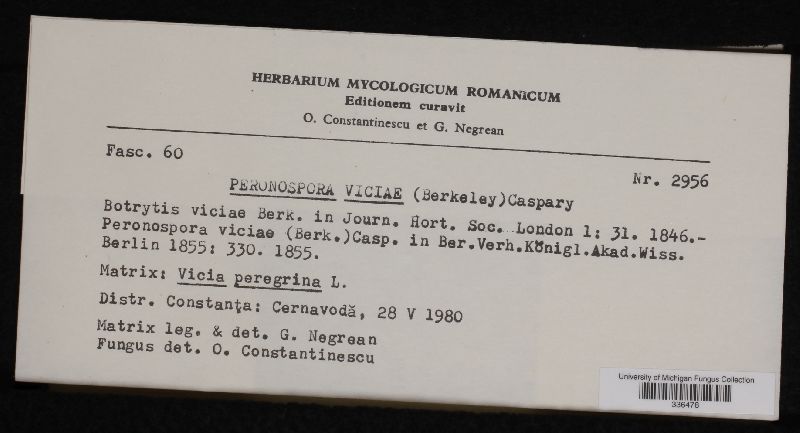 HERBARIUM MYCOLOGICUM ROMANICUM
Editionem curavit
O. Constantinescu et G. Negrean
Fasc. 60
Nr. 2956
PERONOSPORA VICIAE (Berkeley)Caspary
Botrytis viciae Berk. in Journ. Hort. Soc. London 1: 31. 1846.-
Peronospora viciae (Berk.)Casp. in Ber.Verh.Königl.Akad.Wiss.
Berlin 1855: 330. 1855.
Matrix: Vicia peregrina L.
Distr. Constanţa: Cernavodă, 28 V 1980
Matrix leg. & det. G. Negrean
Fungus det. O. Constantinescu
University of Michigan Fungus Collection
336476